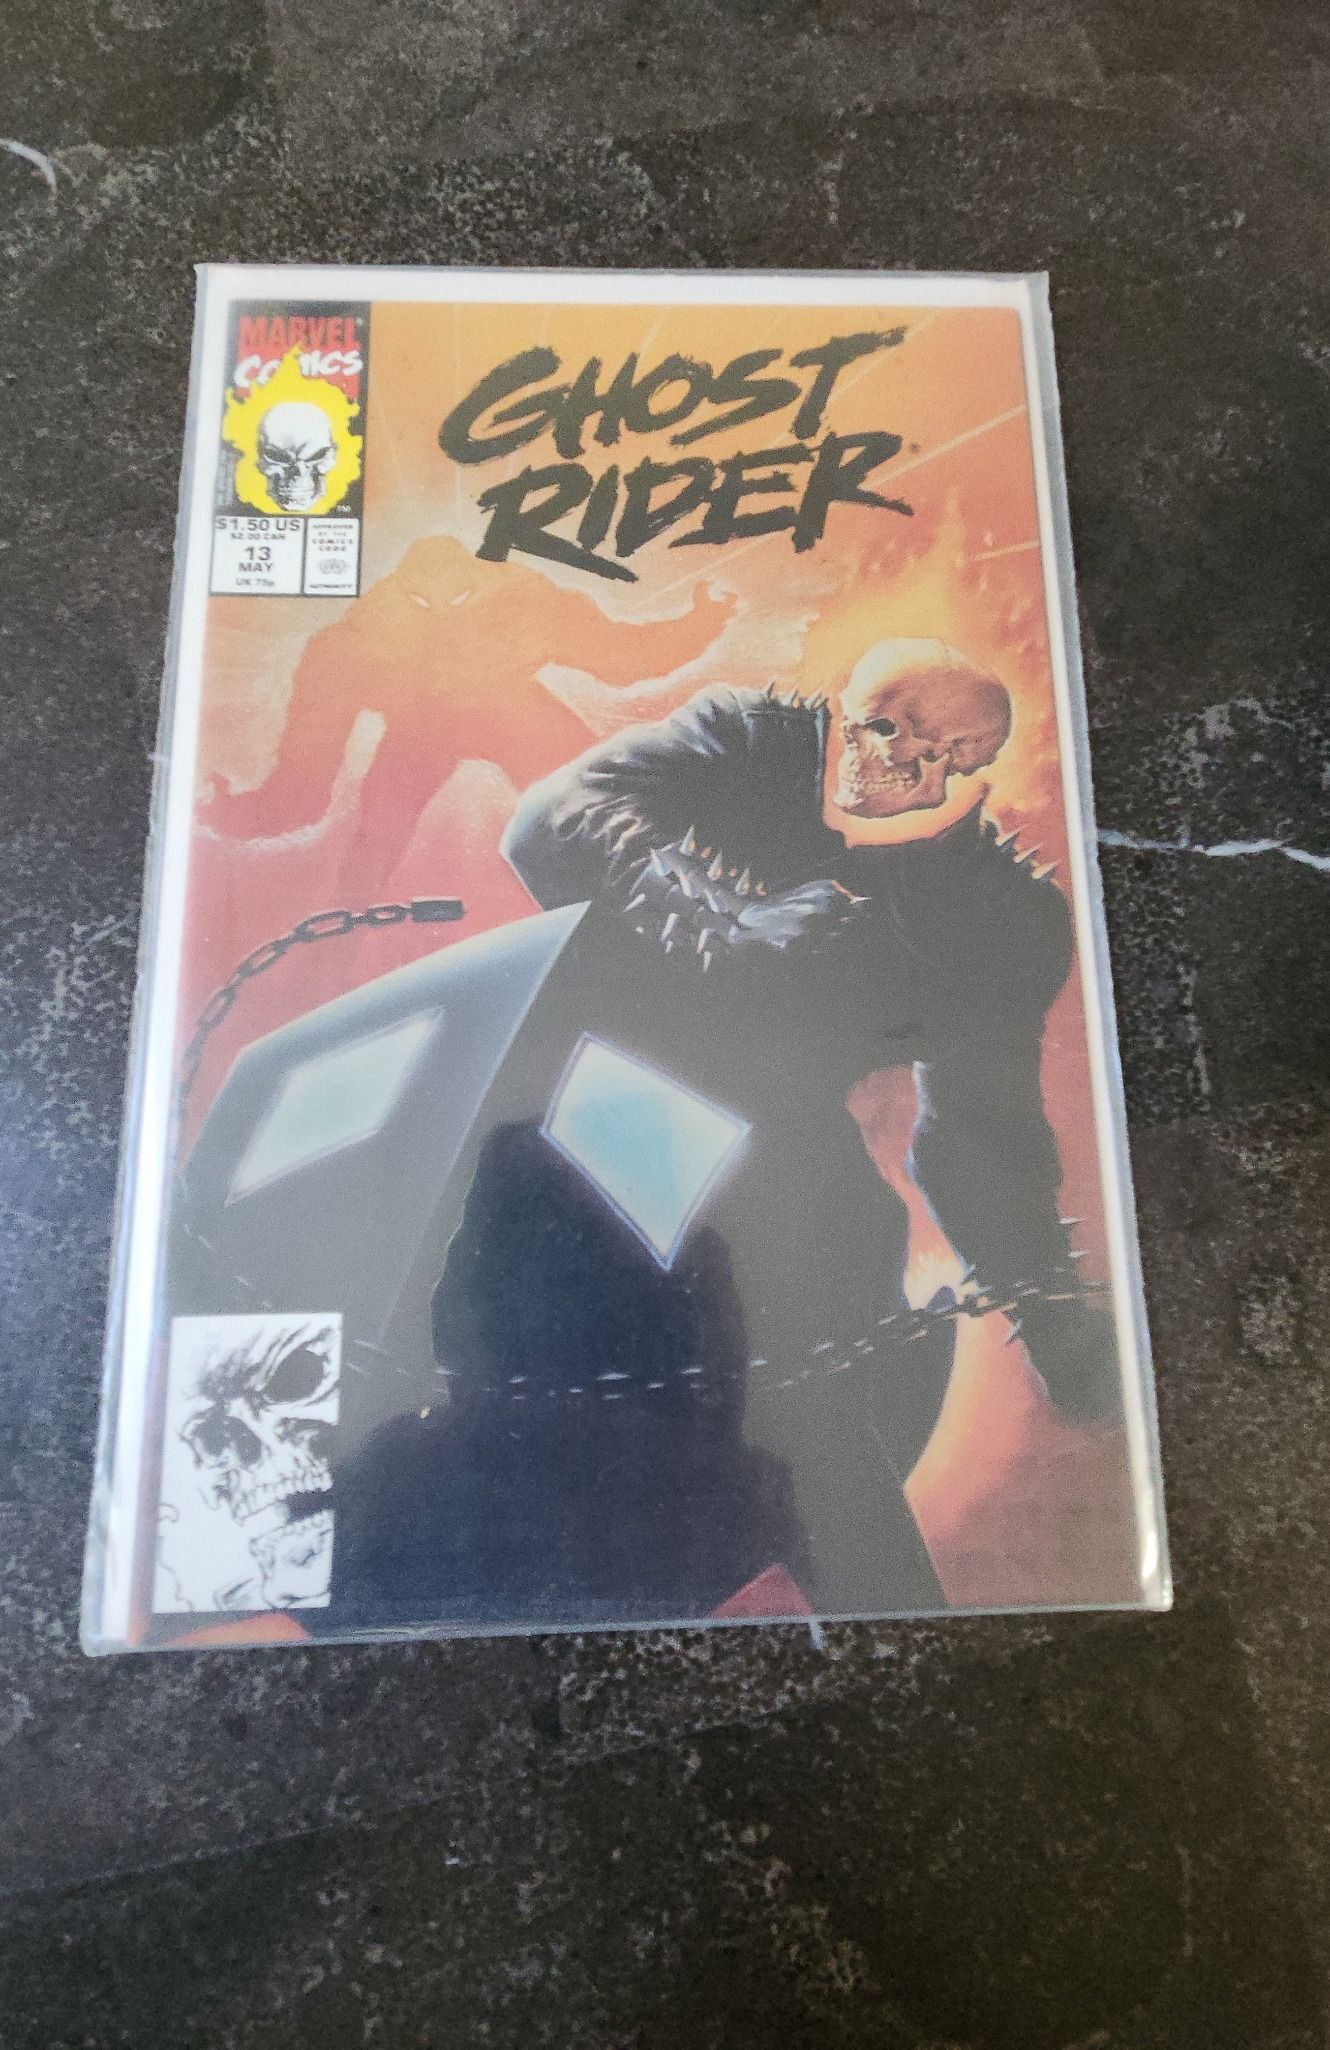 MARVEL
COMICS
TM
$1.50 US
$2.00 CAN
13
MAY
UK 75p
APPROVED
BY THE
COMICS
CODE
AUTHORITY
GHOST
RIDER